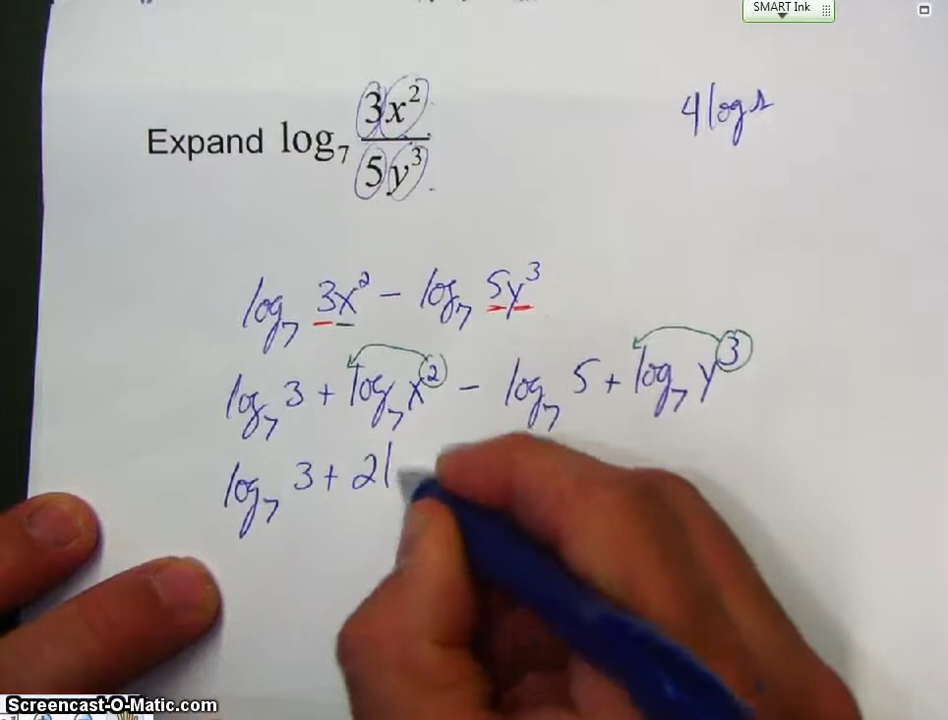 SMART Ink
Expand log₇ 3x²/5y³
4 logs
log₇ 3x² − log₇ 5y³
log₇ 3 + log₇ x² − log₇ 5 + log₇ y³
log₇ 3 + 2l
Screencast-O-Matic.com